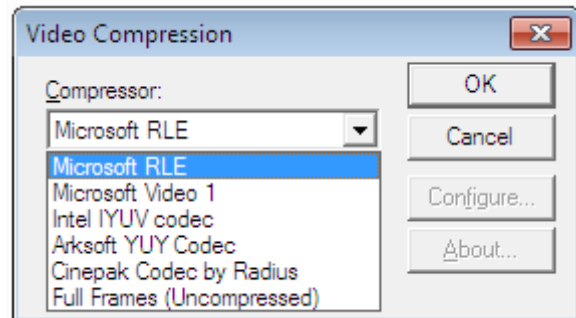 Video Compression
Compressor:
Microsoft RLE
Microsoft RLE
Microsoft Video 1
Intel IYUV codec
Arksoft YUY Codec
Cinepak Codec by Radius
Full Frames (Uncompressed)
OK
Cancel
Configure...
About...